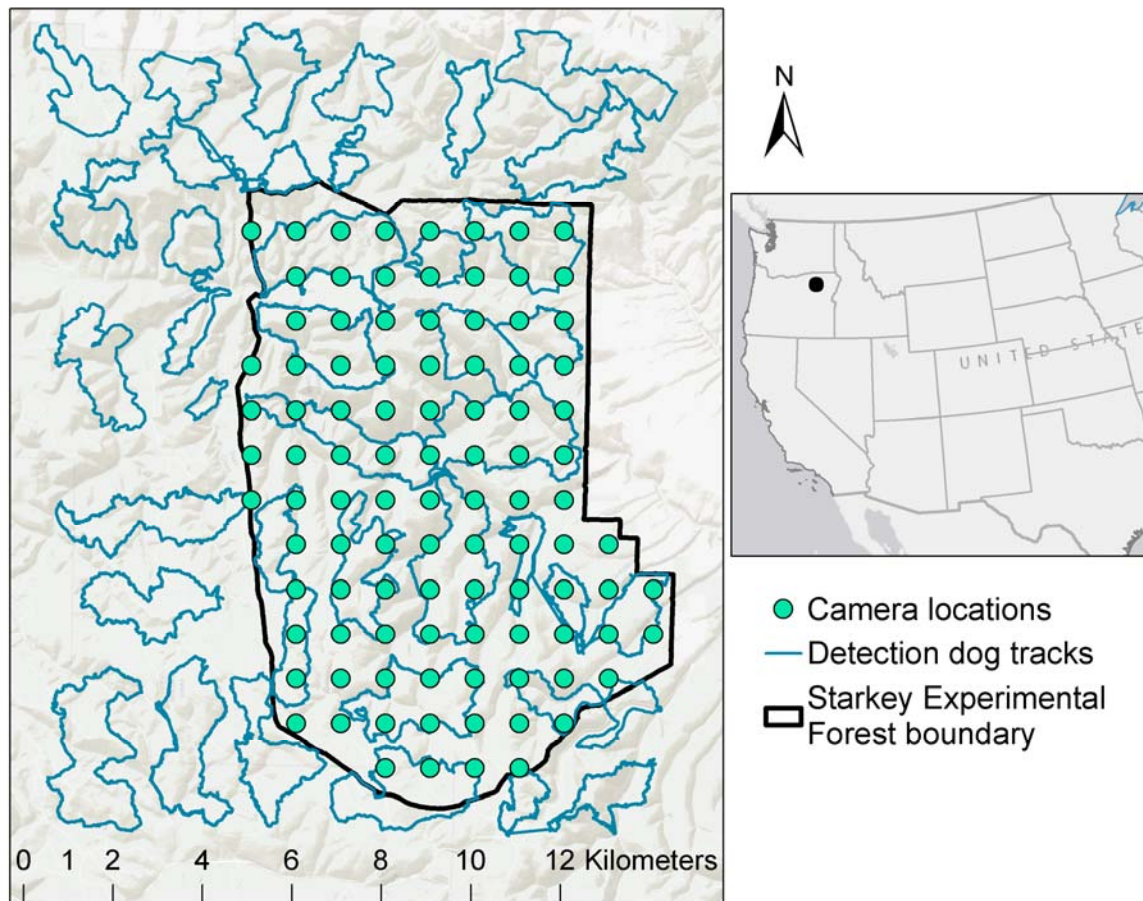 N
UNITED STATE
Camera locations
Detection dog tracks
Starkey Experimental
Forest boundary
0 1 2 4 6 8 10 12 Kilometers